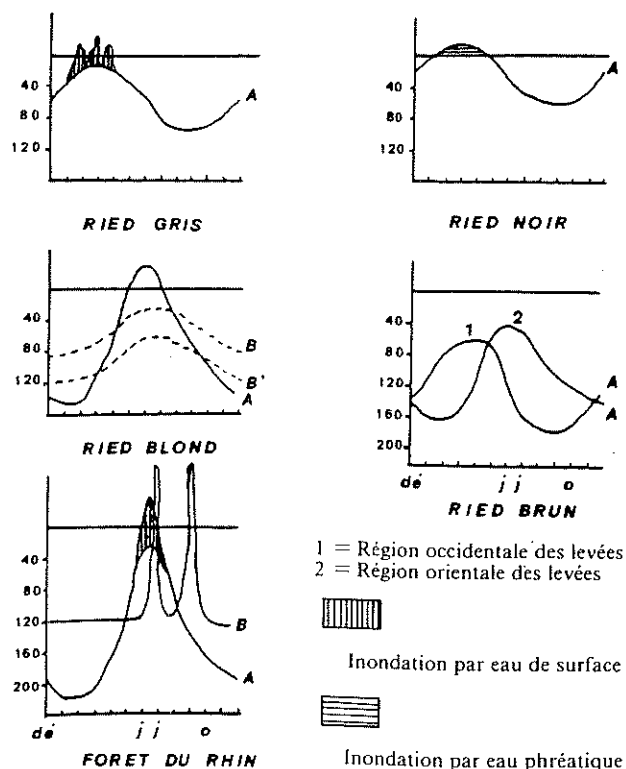 40
80
120
A
RIED GRIS
40
80
120
A
RIED NOIR
40
80
120
B
B'
A
RIED BLOND
40
80
120
160
200
1
2
A
A
dé j j o
RIED BRUN
40
80
120
160
200
B
A
dé j j o
FORET DU RHIN
1 = Région occidentale des levées
2 = Région orientale des levées
Inondation par eau de surface
Inondation par eau phréatique